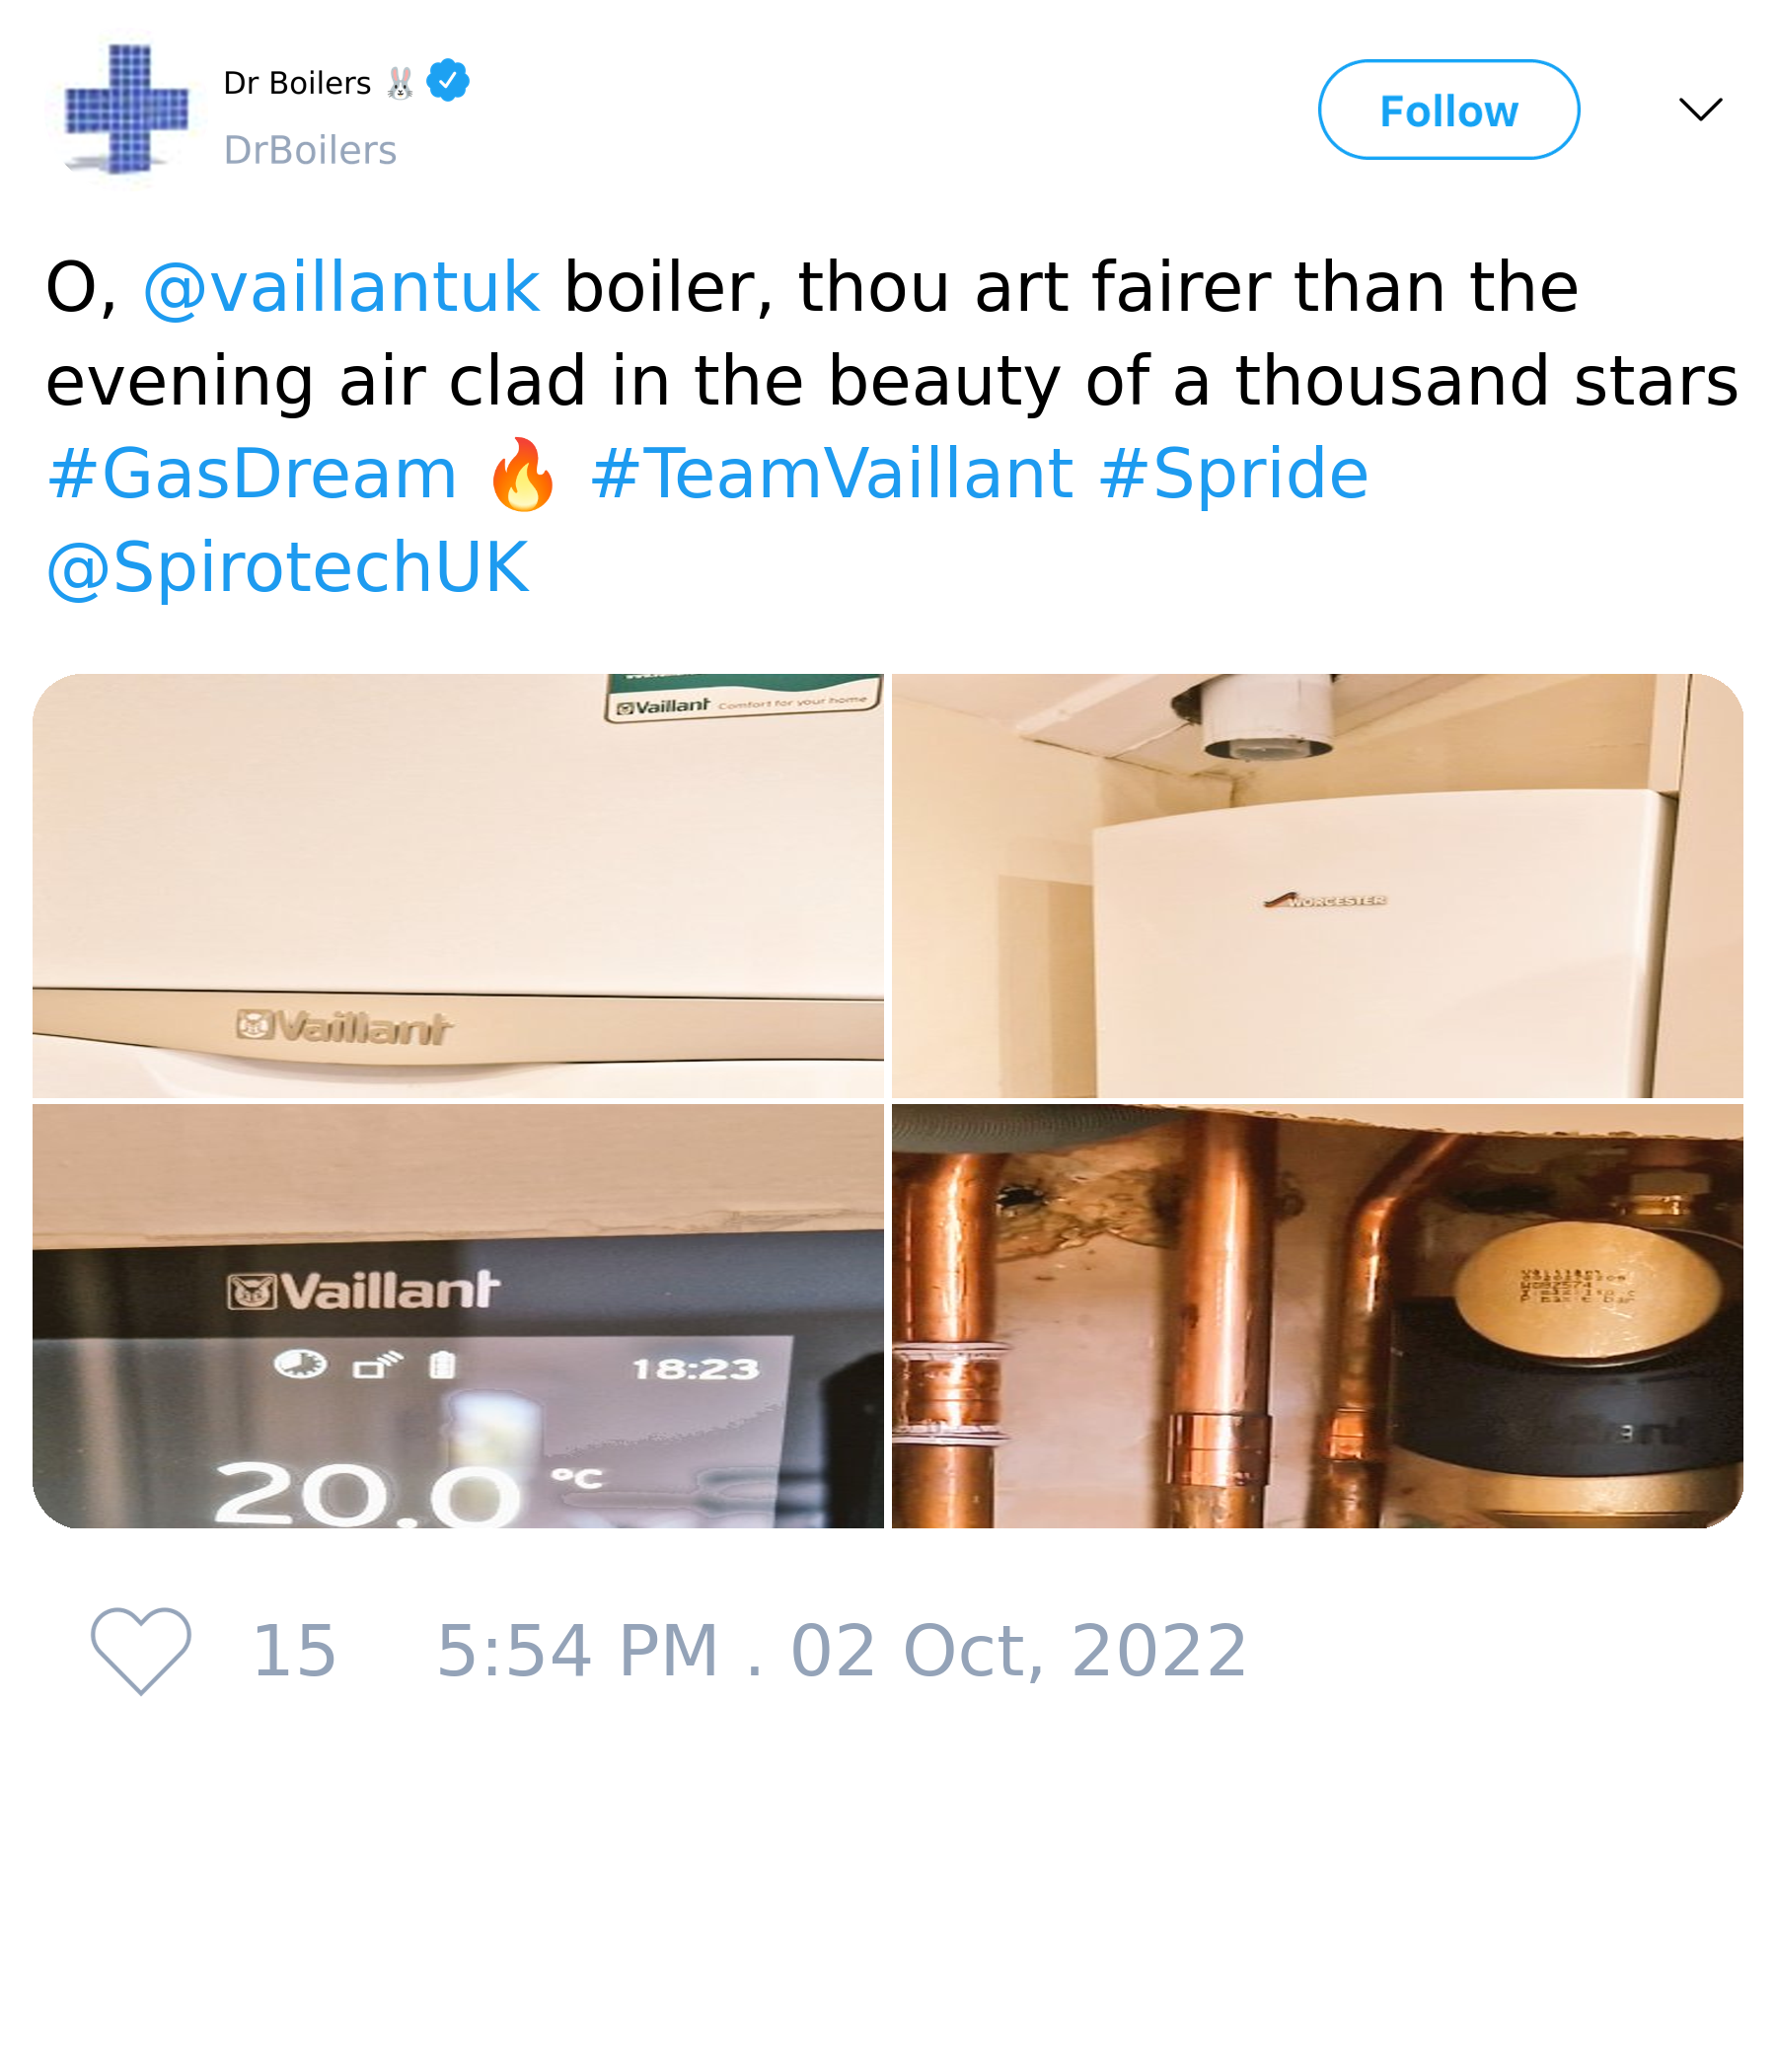 Dr Boilers 🐰
DrBoilers
Follow
O, @vaillantuk boiler, thou art fairer than the
evening air clad in the beauty of a thousand stars
#GasDream 🔥 #TeamVaillant #Spride
@SpirotechUK
Vaillant Comfort for your home
Vaillant
WORCESTER
Vaillant
18:23
20.0 °C
Vaillant
15 5:54 PM . 02 Oct, 2022